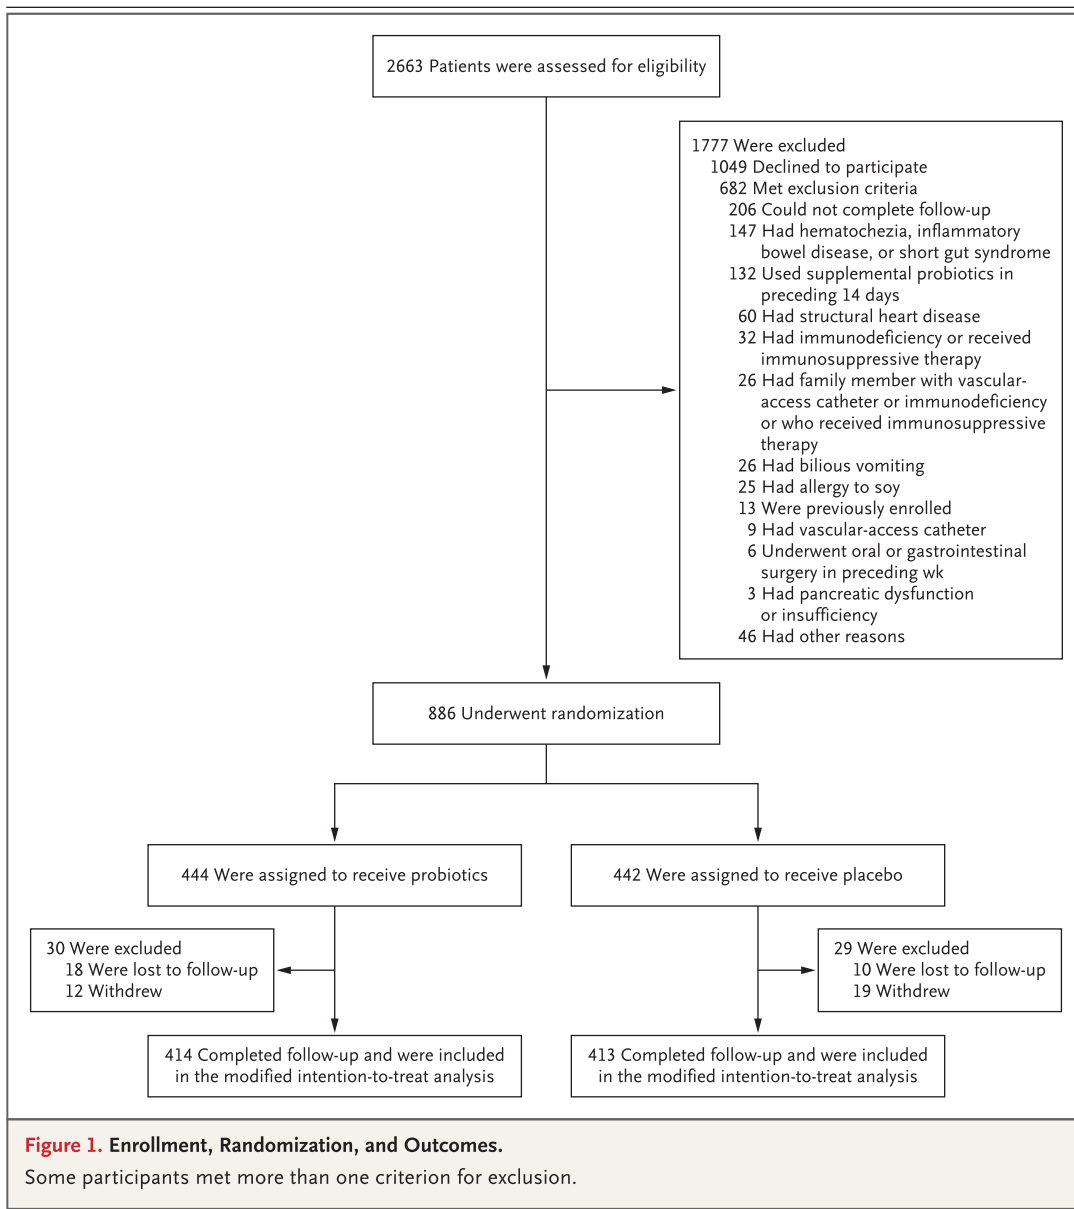 2663 Patients were assessed for eligibility
1777 Were excluded
1049 Declined to participate
682 Met exclusion criteria
206 Could not complete follow-up
147 Had hematochezia, inflammatory
bowel disease, or short gut syndrome
132 Used supplemental probiotics in
preceding 14 days
60 Had structural heart disease
32 Had immunodeficiency or received
immunosuppressive therapy
26 Had family member with vascular-
access catheter or immunodeficiency
or who received immunosuppressive
therapy
26 Had bilious vomiting
25 Had allergy to soy
13 Were previously enrolled
9 Had vascular-access catheter
6 Underwent oral or gastrointestinal
surgery in preceding wk
3 Had pancreatic dysfunction
or insufficiency
46 Had other reasons
886 Underwent randomization
444 Were assigned to receive probiotics
442 Were assigned to receive placebo
30 Were excluded
18 Were lost to follow-up
12 Withdrew
29 Were excluded
10 Were lost to follow-up
19 Withdrew
414 Completed follow-up and were included
in the modified intention-to-treat analysis
413 Completed follow-up and were included
in the modified intention-to-treat analysis
Figure 1. Enrollment, Randomization, and Outcomes.
Some participants met more than one criterion for exclusion.